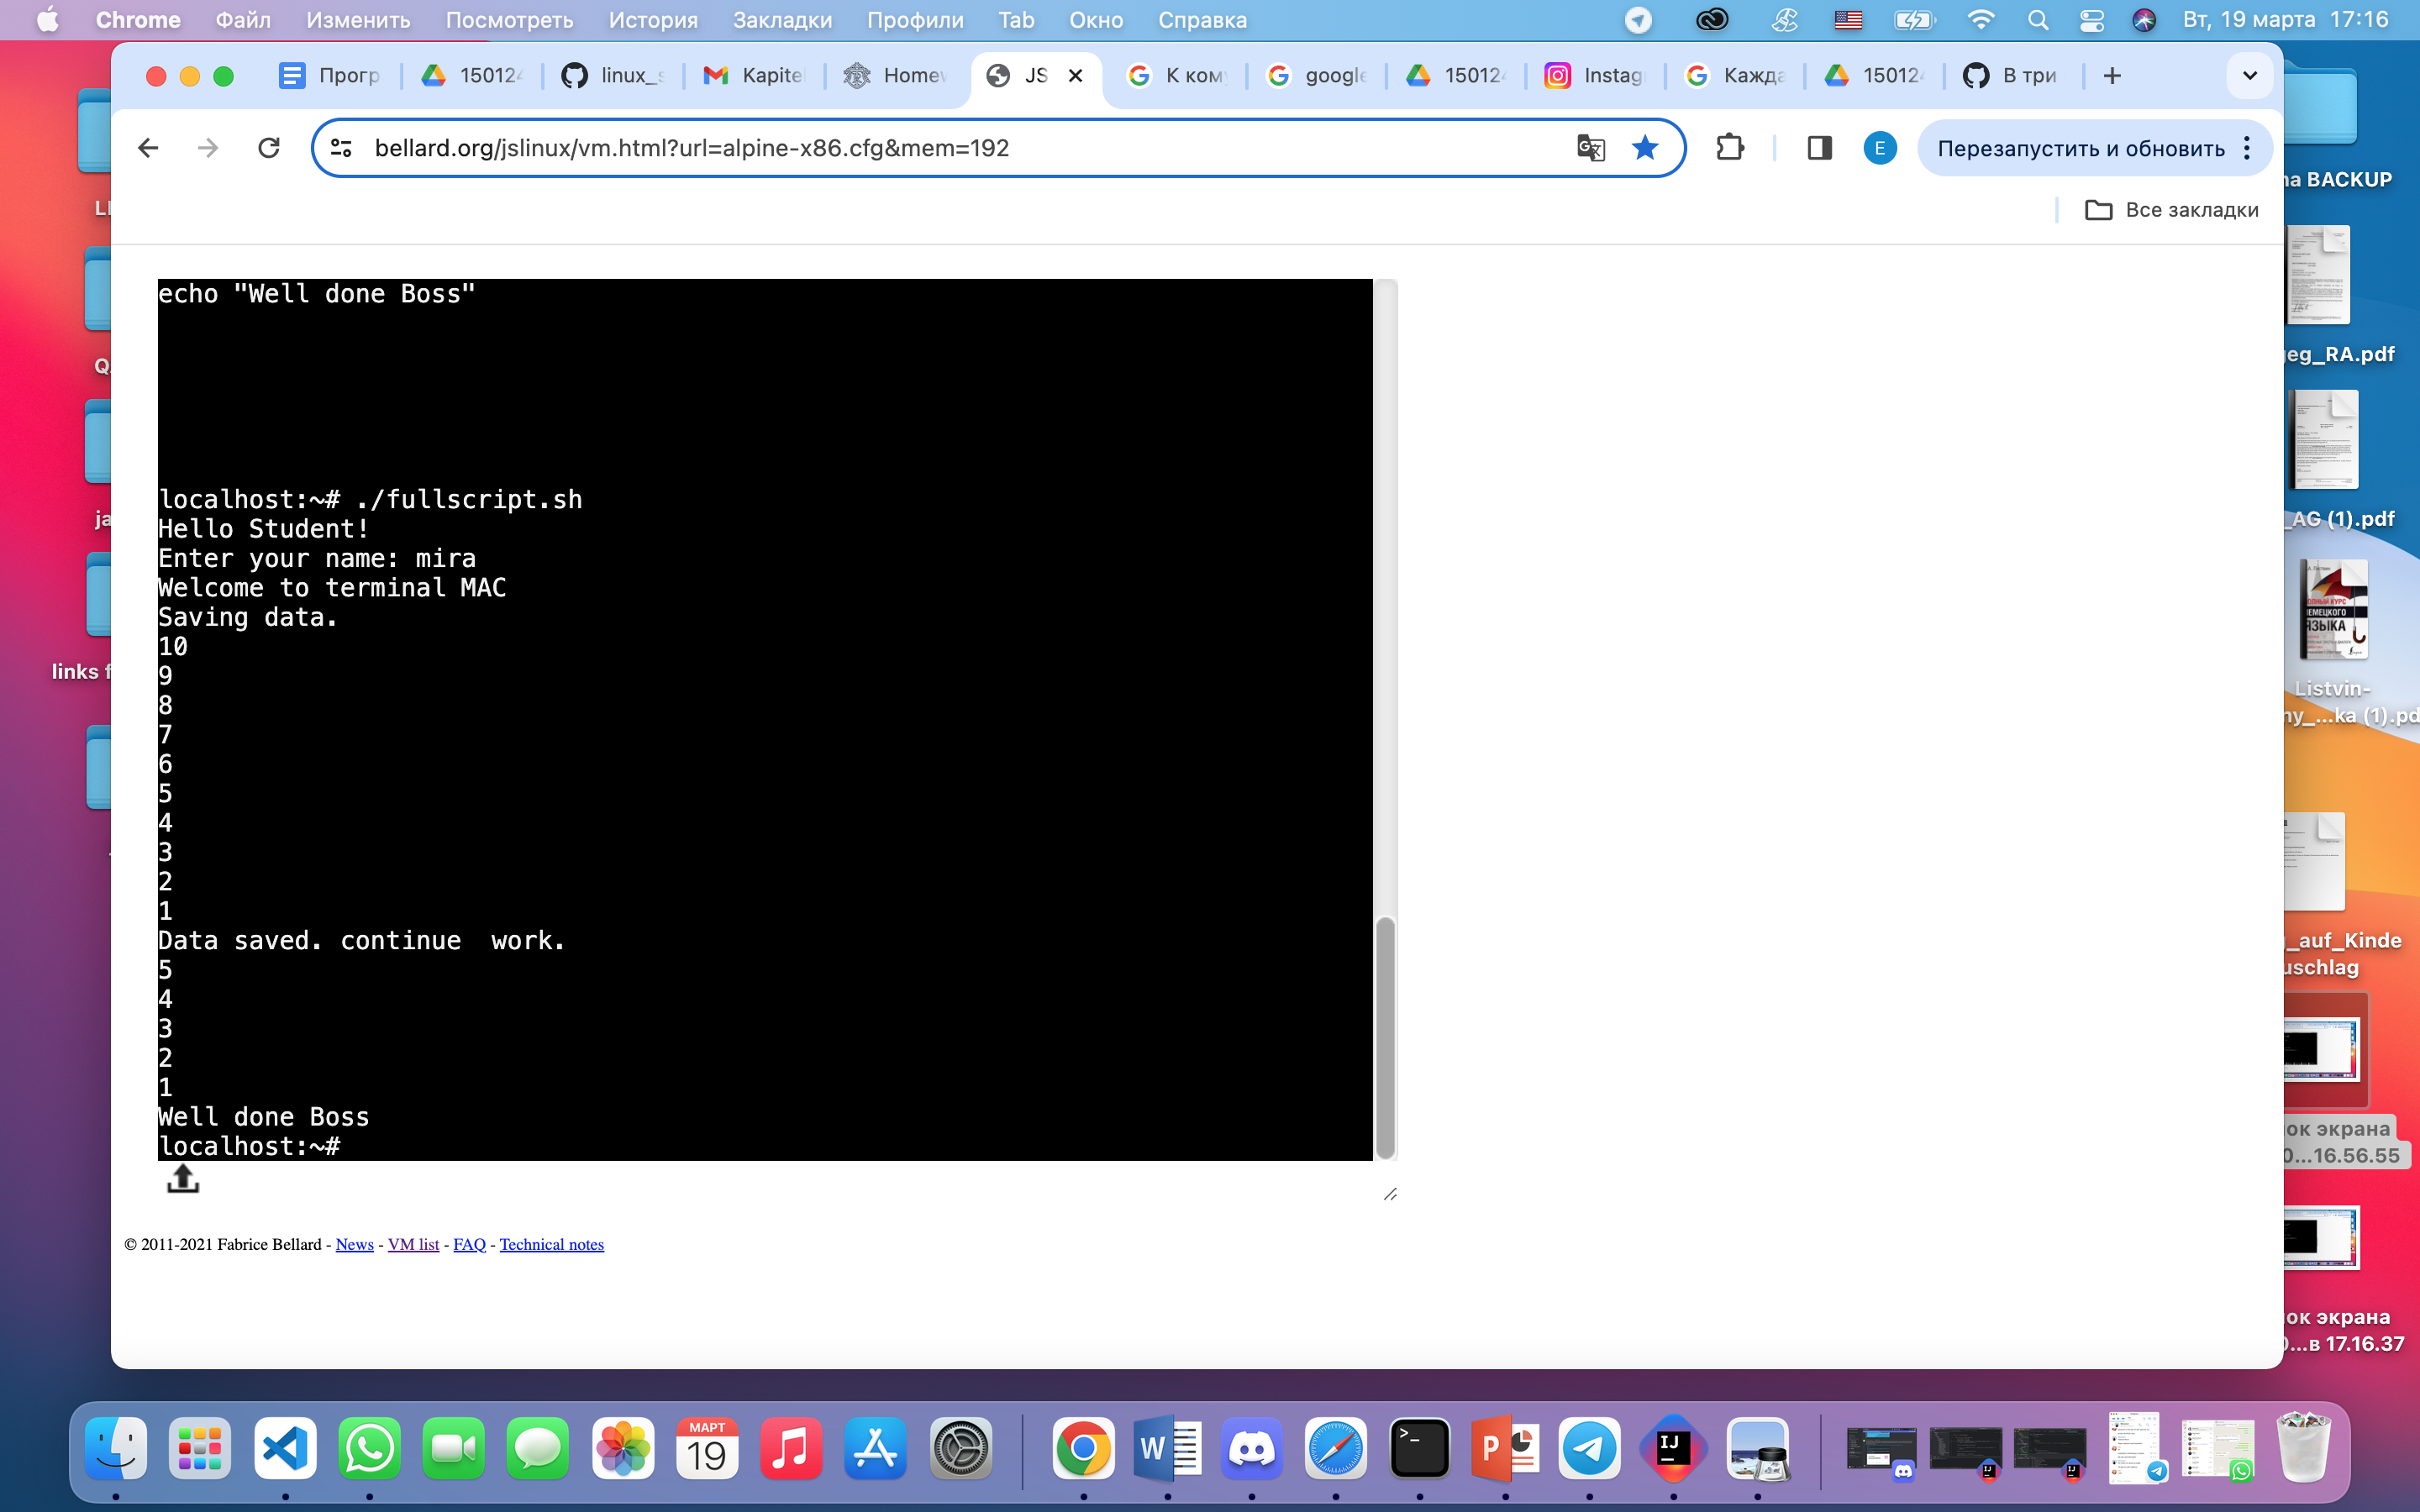 Chrome Файл Изменить Посмотреть История Закладки Профили Tab Окно Справка Вт, 19 марта 17:16
Прогр 15012 linux_s Kapite Home JS К ком google 15012 Instag Кажда 15012 В три
bellard.org/jslinux/vm.html?url=alpine-x86.cfg&mem=192 E Перезапустить и обновить
Все закладки
echo "Well done Boss"
localhost:~# ./fullscript.sh
Hello Student!
Enter your name: mira
Welcome to terminal MAC
Saving data.
10
9
8
7
6
5
4
3
2
1
Data saved. continue  work.
5
4
3
2
1
Well done Boss
localhost:~#
© 2011-2021 Fabrice Bellard - News - VM list - FAQ - Technical notes
links f
na BACKUP
eg_RA.pdf
_AG (1).pdf
Listvin-
ny_...ka (1).pd
_auf_Kinde
uschlag
ок экрана
0...16.56.55
ок экрана
0...в 17.16.37
МАРТ
19